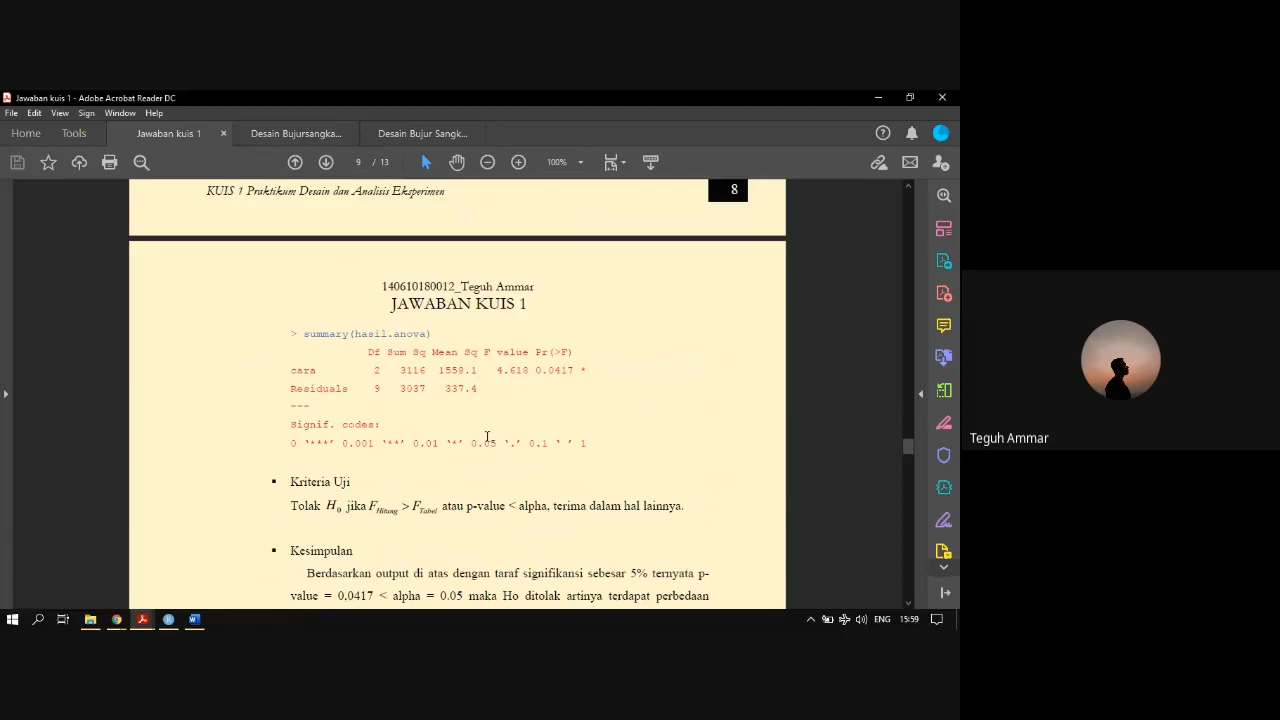 Jawaban kuis 1 - Adobe Acrobat Reader DC
File Edit View Sign Window Help
Home Tools Jawaban kuis 1 × Desain Bujursangka... Desain Bujur Sangk...
9 / 13 100%
KUIS 1 Praktikum Desain dan Analisis Eksperimen 8
140610180012_Teguh Ammar
JAWABAN KUIS 1
> summary(hasil.anova)
Df Sum Sq Mean Sq F value Pr(>F)
cara 2 3116 1558.1 4.618 0.0417 *
Residuals 9 3037 337.4
---
Signif. codes:
0 ‘***’ 0.001 ‘**’ 0.01 ‘*’ 0.05 ‘.’ 0.1 ‘ ’ 1
▪ Kriteria Uji
Tolak H0 jika FHitung > FTabel atau p-value < alpha, terima dalam hal lainnya.
▪ Kesimpulan
Berdasarkan output di atas dengan taraf signifikansi sebesar 5% ternyata p-
value = 0,0417 < alpha = 0.05 maka Ho ditolak artinya terdapat perbedaan
Teguh Ammar
ENG 15:59